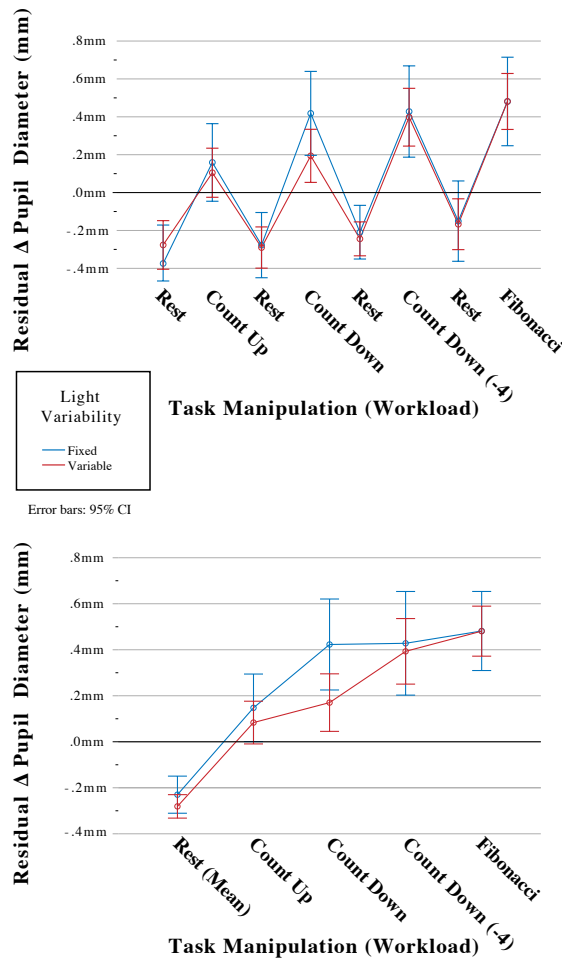 Residual Δ Pupil Diameter (mm)
.8mm
.6mm
.4mm
.2mm
.0mm
-.2mm
-.4mm
Rest
Count Up
Rest
Count Down
Rest
Count Down (-4)
Rest
Fibonacci
Task Manipulation (Workload)
Light
Variability
Fixed
Variable
Error bars: 95% CI
Residual Δ Pupil Diameter (mm)
.8mm
.6mm
.4mm
.2mm
.0mm
-.2mm
-.4mm
Rest (Mean)
Count Up
Count Down
Count Down (-4)
Fibonacci
Task Manipulation (Workload)